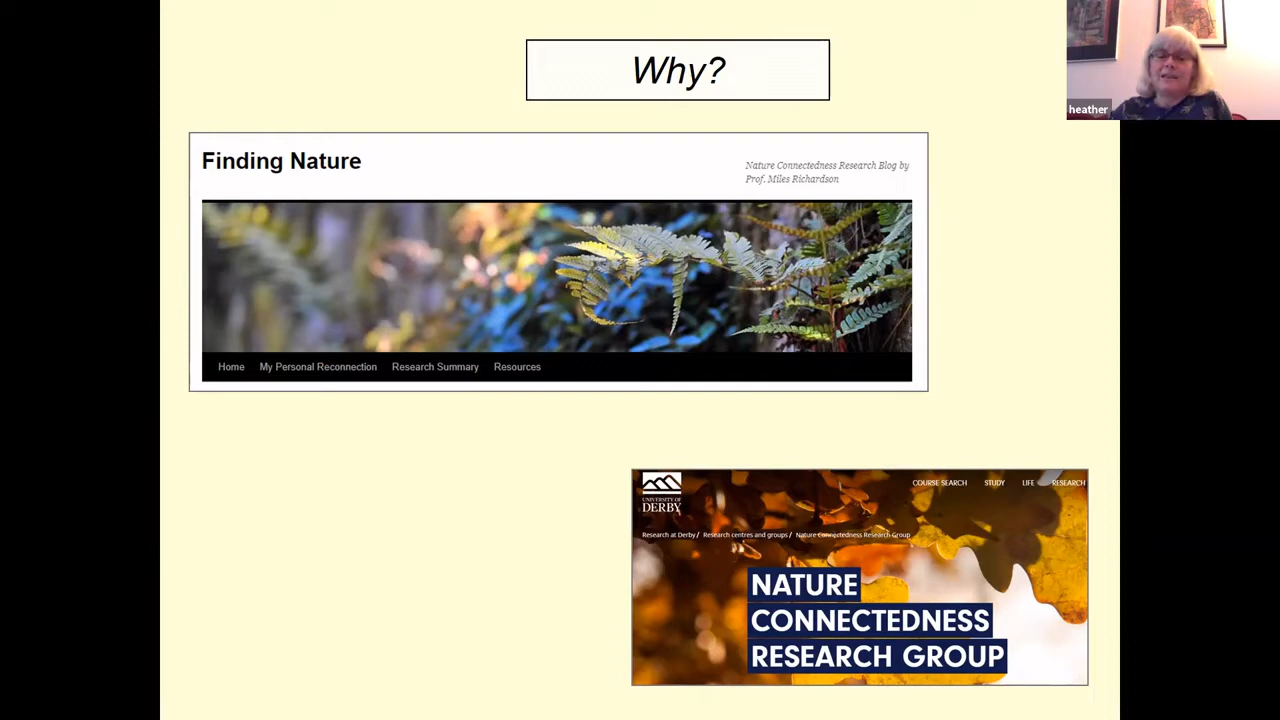 Why?
heather
Finding Nature
Nature Connectedness Research Blog by
Prof. Miles Richardson
Home My Personal Reconnection Research Summary Resources
UNIVERSITY OF
DERBY
COURSE SEARCH STUDY LIFE RESEARCH
Research at Derby / Research centres and groups / Nature Connectedness Research Group
NATURE
CONNECTEDNESS
RESEARCH GROUP